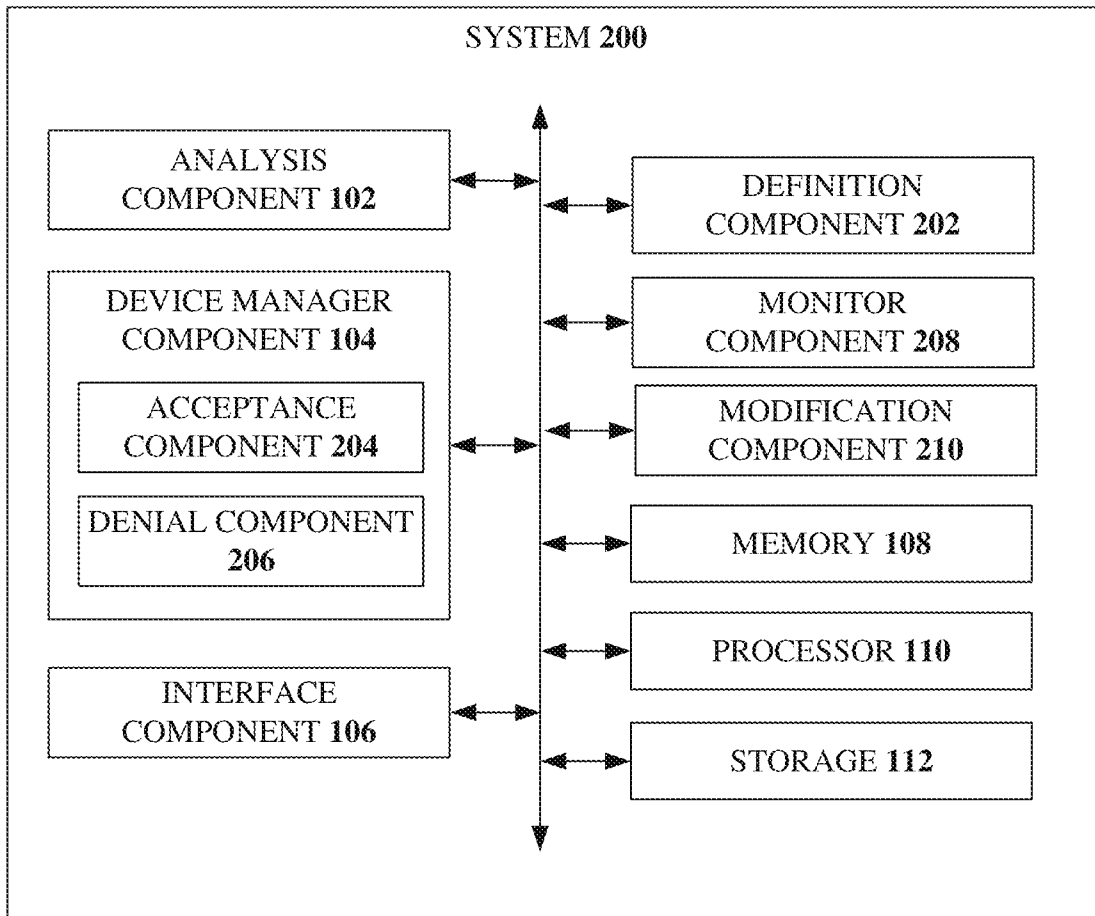 SYSTEM 200
ANALYSIS
COMPONENT 102
DEVICE MANAGER
COMPONENT 104
ACCEPTANCE
COMPONENT 204
DENIAL COMPONENT
206
INTERFACE
COMPONENT 106
DEFINITION
COMPONENT 202
MONITOR
COMPONENT 208
MODIFICATION
COMPONENT 210
MEMORY 108
PROCESSOR 110
STORAGE 112